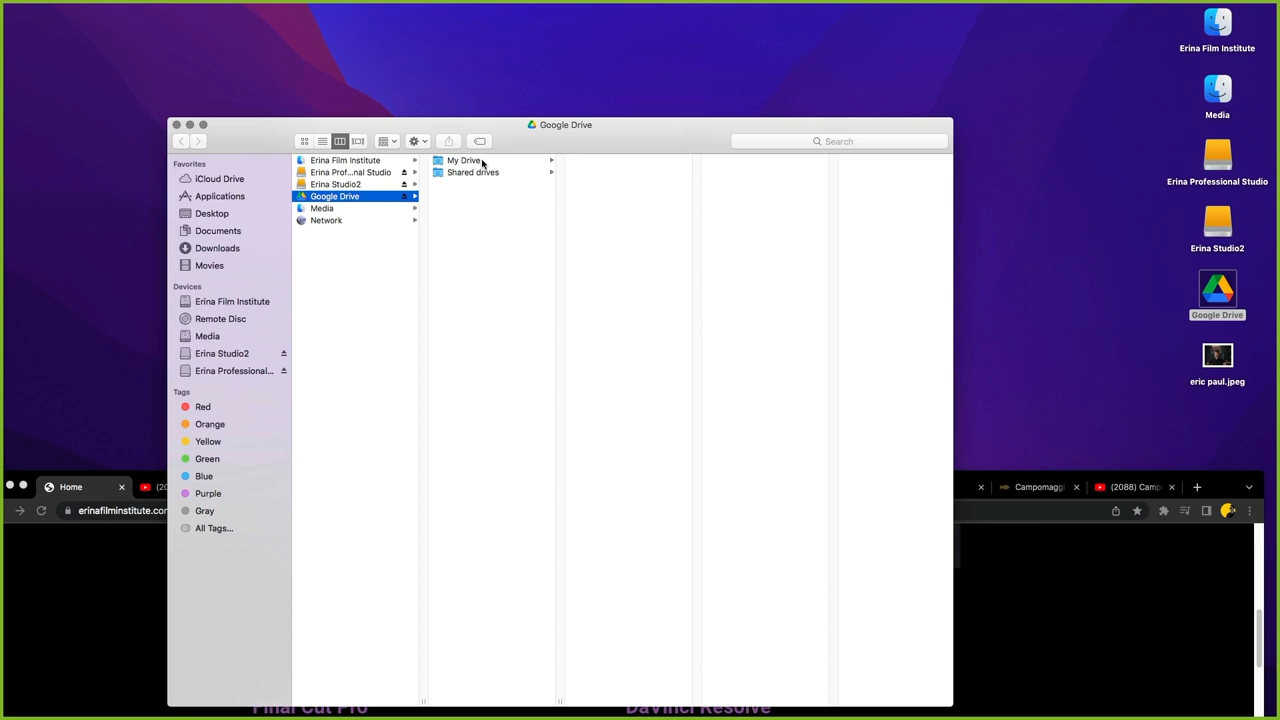 Google Drive
Search
Favorites
iCloud Drive
Applications
Desktop
Documents
Downloads
Movies
Devices
Erina Film Institute
Remote Disc
Media
Erina Studio2
Erina Professional...
Tags
Red
Orange
Yellow
Green
Blue
Purple
Gray
All Tags...
Erina Film Institute
Erina Prof...nal Studio
Erina Studio2
Google Drive
Media
Network
My Drive
Shared drives
Erina Film Institute
Media
Erina Professional Studio
Erina Studio2
Google Drive
eric paul.jpeg
Home
(20
Campomaggi
(2088) Camp
erinafilminstitute.com
Final Cut Pro
DaVinci Resolve